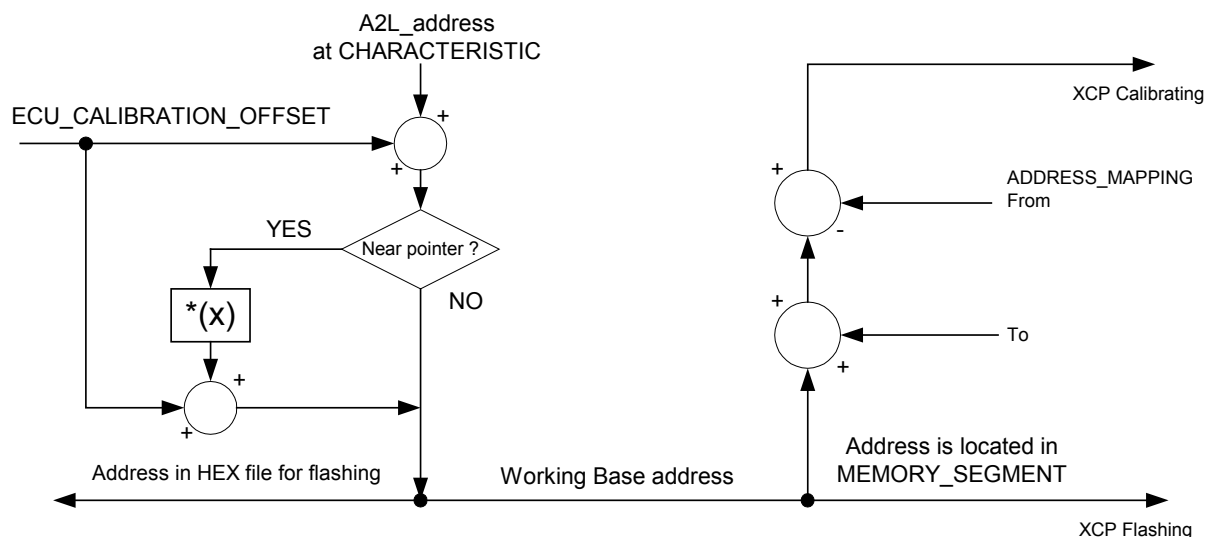 A2L_address
at CHARACTERISTIC
ECU_CALIBRATION_OFFSET
+
+
YES
Near pointer ?
NO
*(x)
+
+
Address in HEX file for flashing
Working Base address
XCP Calibrating
+
ADDRESS_MAPPING
From
-
+
To
+
Address is located in
MEMORY_SEGMENT
XCP Flashing